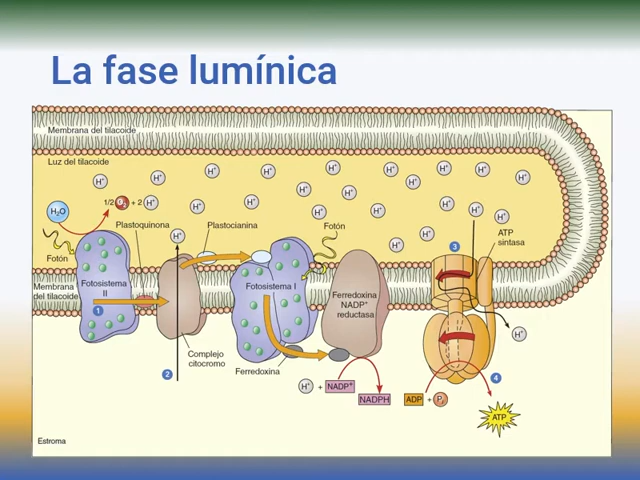 La fase lumínica
Membrana del tilacoide
Luz del tilacoide
H⁺
H⁺
H⁺
H⁺
H⁺
H⁺
H⁺
H⁺
H⁺
H⁺
H₂O
1/2 O₂ + 2 H⁺
H⁺
H⁺
H⁺
H⁺
H⁺
H⁺
H⁺
H⁺
H⁺
Plastoquinona
H⁺
Plastocianina
Fotón
ATP
sintasa
3
Fotón
Fotosistema
II
1
Membrana
del tilacoide
Fotosistema I
Ferredoxina
NADP⁺
reductasa
H⁺
Complejo
citocromo
2
Ferredoxina
4
H⁺ + NADP⁺
NADPH
ADP + Pᵢ
ATP
Estroma